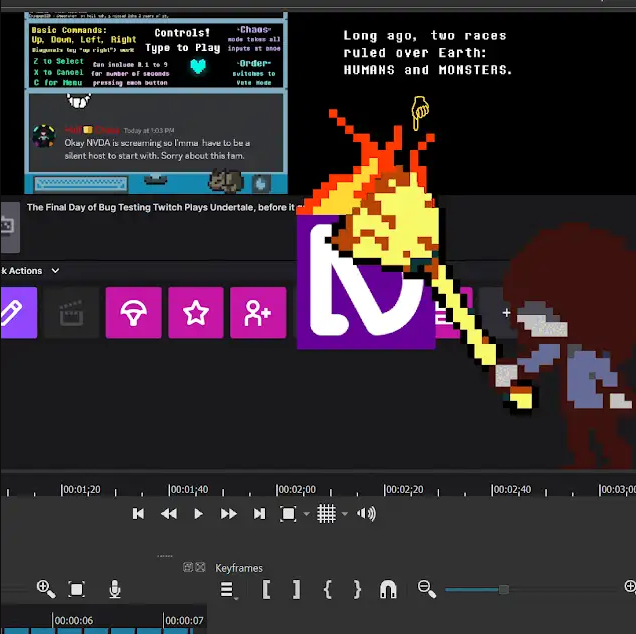 Basic Commands:
Up, Down, Left, Right
Diagonals (ey "up right") work
Z to Select
X to Cancel
C for Menu
Controls!
Type to Play
Can include 0.1 to 9
for number of seconds
pressing each button
-Chaos-
mode takes all
inputs at once
-Order-
switches to
Vote Mode
Today at 1:03 PM
Okay NVDA is screaming so I'mma have to be a
silent host to start with. Sorry about this fam.
Long ago, two races
ruled over Earth:
HUMANS and MONSTERS.
The Final Day of Bug Testing Twitch Plays Undertale, before it
k Actions
00:01;20
00:01;40
00:02;00
00:02;20
00:02;40
00:03;0
Keyframes
00:00:06
00:00:07